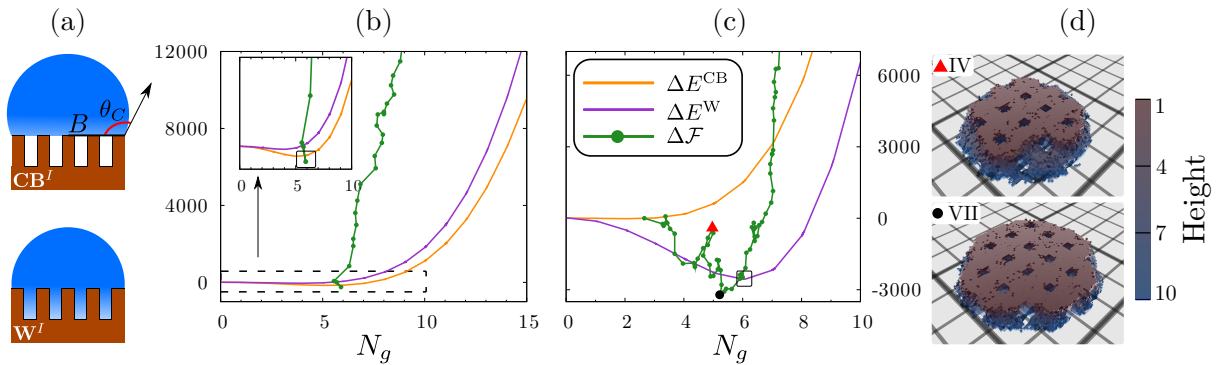 (a)
θ_C
B
CB^I
W^I
(b)
12000
8000
4000
0
0
5
10
0
5
10
15
N_g
(c)
ΔE^CB
ΔE^W
ΔF
6000
3000
0
-3000
0
2
4
6
8
10
N_g
(d)
IV
VII
1
4
7
10
Height